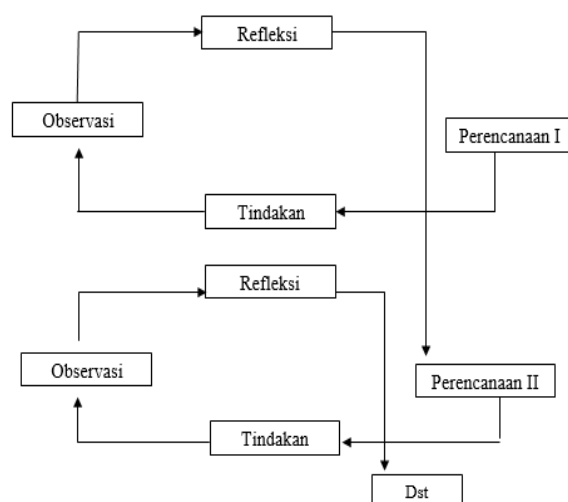 Refleksi
Observasi
Perencanaan I
Tindakan
Refleksi
Observasi
Perencanaan II
Tindakan
Dst